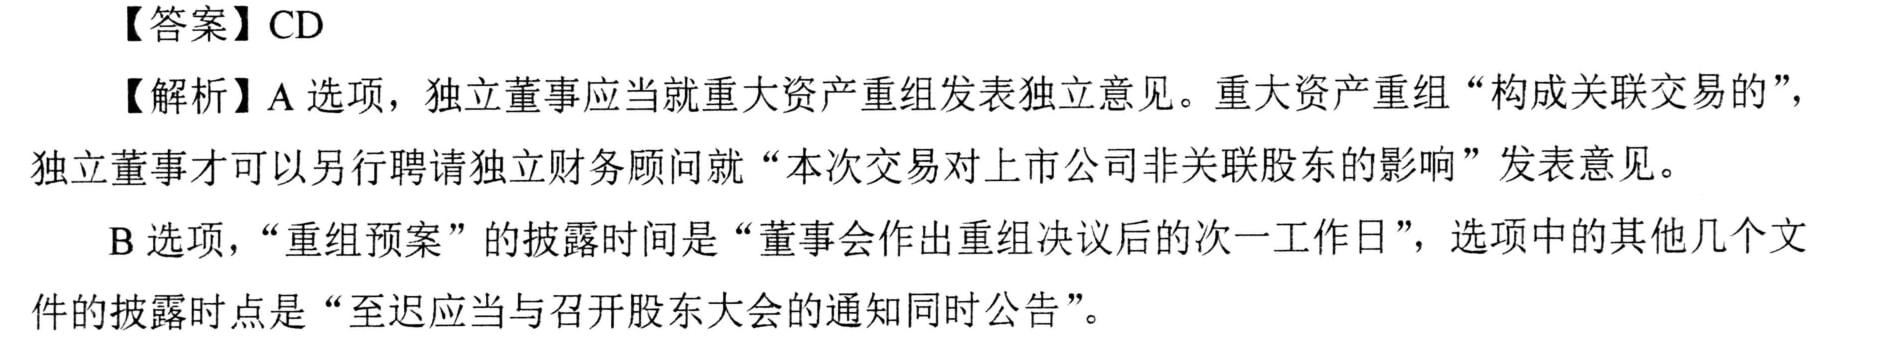 【答案】CD
【解析】A 选项，独立董事应当就重大资产重组发表独立意见。重大资产重组“构成关联交易的”，
独立董事才可以另行聘请独立财务顾问就“本次交易对上市公司非关联股东的影响”发表意见。
B 选项，“重组预案”的披露时间是“董事会作出重组决议后的次一工作日”，选项中的其他几个文
件的披露时点是“至迟应当与召开股东大会的通知同时公告”。